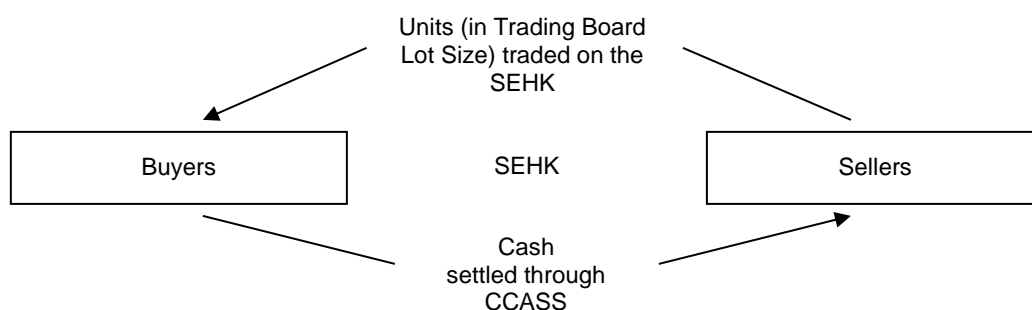 Units (in Trading Board
Lot Size) traded on the
SEHK
Buyers
SEHK
Sellers
Cash
settled through
CCASS